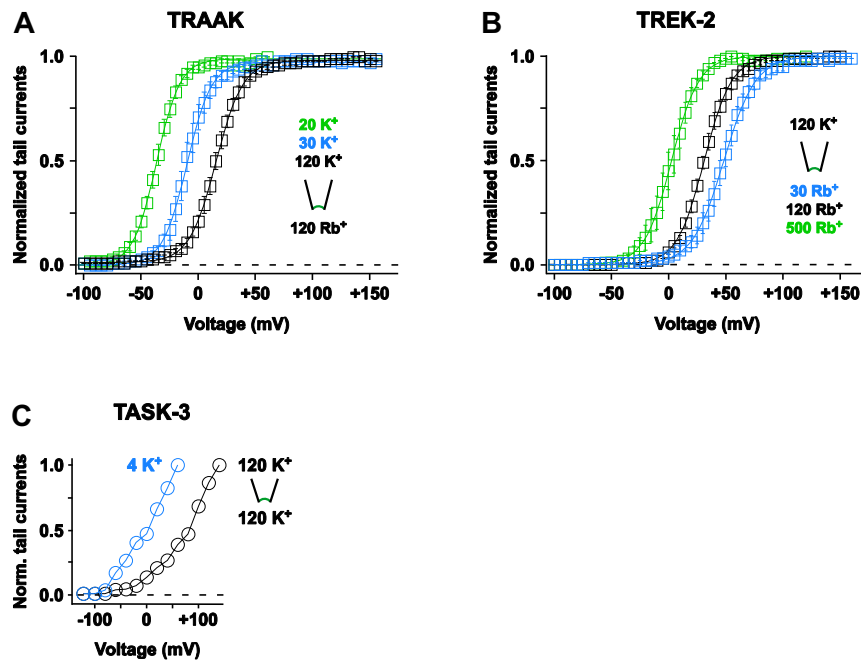 A
TRAAK
Normalized tail currents
1.0
0.5
0.0
20 K⁺
30 K⁺
120 K⁺
120 Rb⁺
-100
-50
0
+50
+100
+150
Voltage (mV)
B
TREK-2
Normalized tail currents
1.0
0.5
0.0
120 K⁺
30 Rb⁺
120 Rb⁺
500 Rb⁺
-100
-50
0
+50
+100
+150
Voltage (mV)
C
TASK-3
Norm. tail currents
1.0
0.5
0.0
4 K⁺
120 K⁺
120 K⁺
-100
0
+100
Voltage (mV)